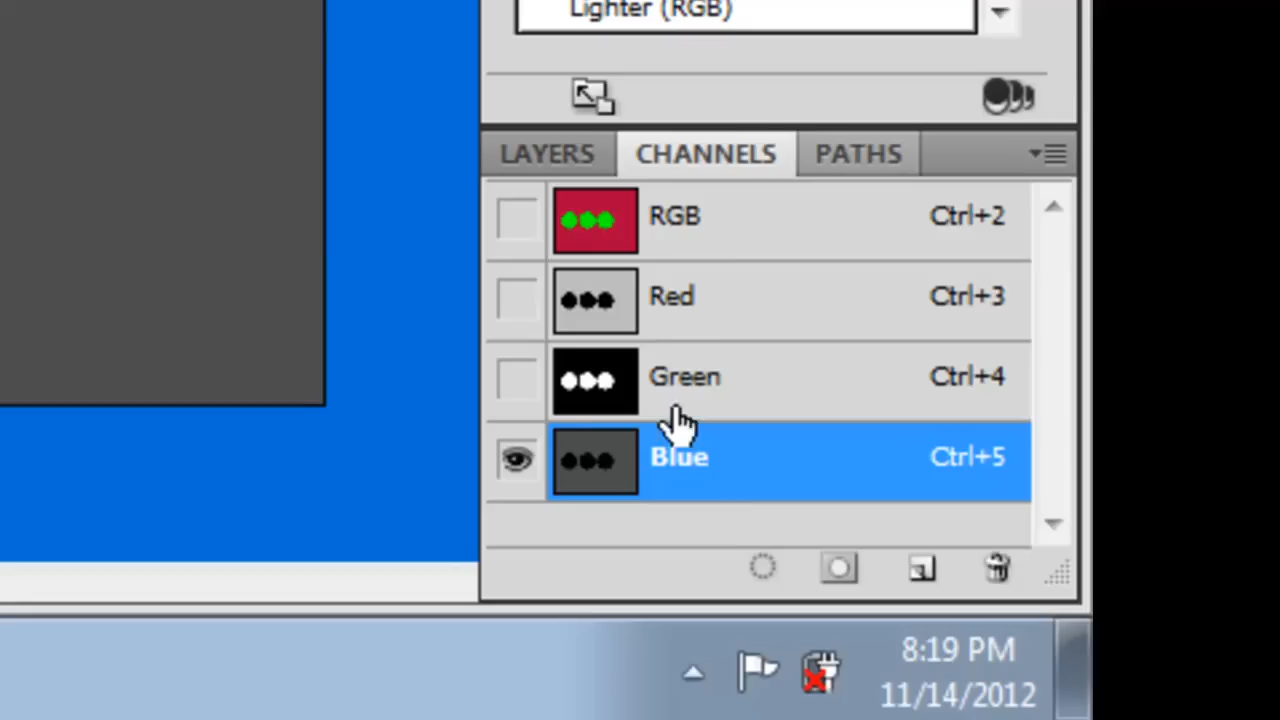 Lighter (RGB)
LAYERS CHANNELS PATHS
RGB Ctrl+2
Red Ctrl+3
Green Ctrl+4
Blue Ctrl+5
8:19 PM
11/14/2012